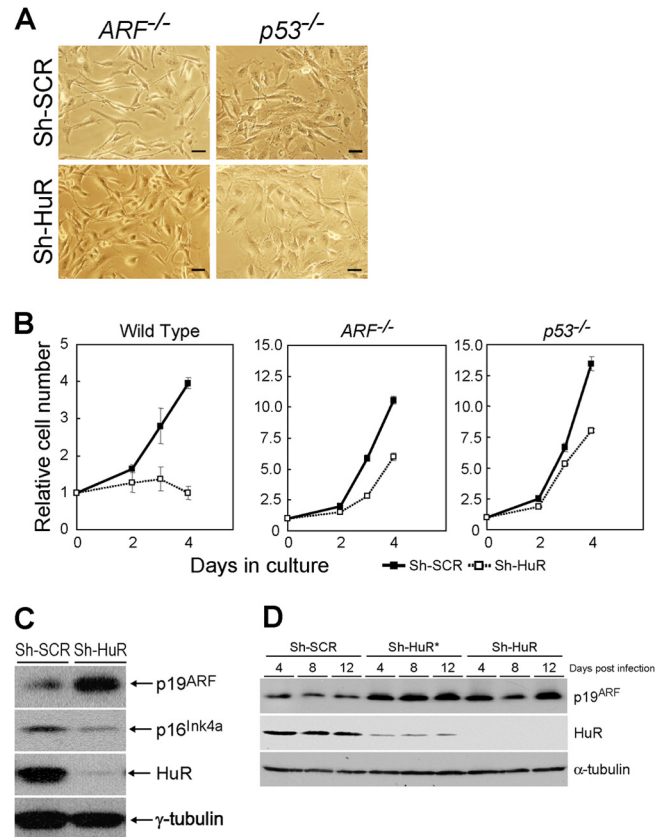 A
ARF-/-
p53-/-
Sh-SCR
Sh-HuR
B
Wild Type
ARF-/-
p53-/-
Relative cell number
5
4
3
2
1
0
15.0
12.5
10.0
7.5
5.0
2.5
0
15.0
12.5
10.0
7.5
5.0
2.5
0
0 2 4
0 2 4
0 2 4
Days in culture
Sh-SCR
Sh-HuR
C
Sh-SCR Sh-HuR
p19ARF
p16Ink4a
HuR
γ-tubulin
D
Sh-SCR Sh-HuR* Sh-HuR
4 8 12 4 8 12 4 8 12 Days post infection
p19ARF
HuR
α-tubulin